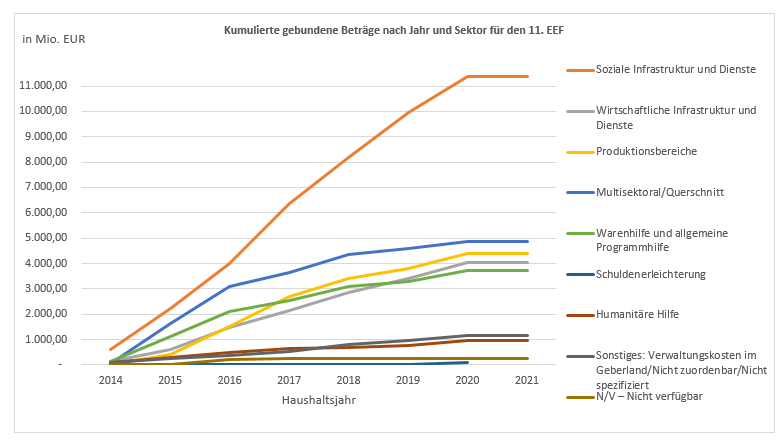 Kumulierte gebundene Beträge nach Jahr und Sektor für den 11. EEF
in Mio. EUR
11.000,00
10.000,00
9.000,00
8.000,00
7.000,00
6.000,00
5.000,00
4.000,00
3.000,00
2.000,00
1.000,00
-
2014 2015 2016 2017 2018 2019 2020 2021
Haushaltsjahr
Soziale Infrastruktur und Dienste
Wirtschaftliche Infrastruktur und
Dienste
Produktionsbereiche
Multisektoral/Querschnitt
Warenhilfe und allgemeine
Programmhilfe
Schuldenerleichterung
Humanitäre Hilfe
Sonstiges: Verwaltungskosten im
Geberland/Nicht zuordenbar/Nicht
spezifiziert
N/V – Nicht verfügbar